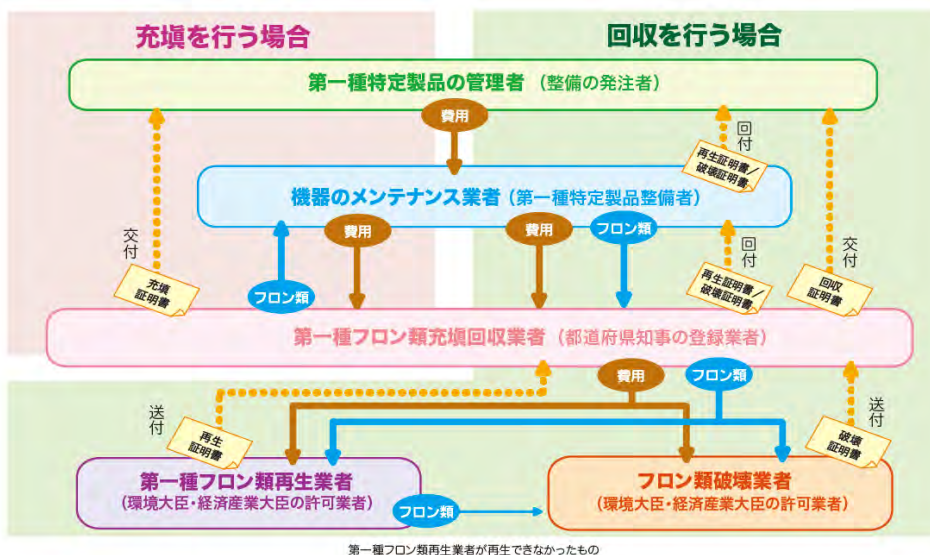 充塡を行う場合
回収を行う場合
第一種特定製品の管理者（整備の発注者）
費用
回付
再生証明書／
破壊証明書
機器のメンテナンス業者（第一種特定製品整備者）
交付
費用
費用
フロン類
回付
交付
充塡
証明書
フロン類
再生証明書／
破壊証明書
回収
証明書
第一種フロン類充塡回収業者（都道府県知事の登録業者）
費用
フロン類
送付
再生
証明書
送付
破壊
証明書
第一種フロン類再生業者
（環境大臣・経済産業大臣の許可業者）
フロン類
フロン類破壊業者
（環境大臣・経済産業大臣の許可業者）
第一種フロン類再生業者が再生できなかったもの